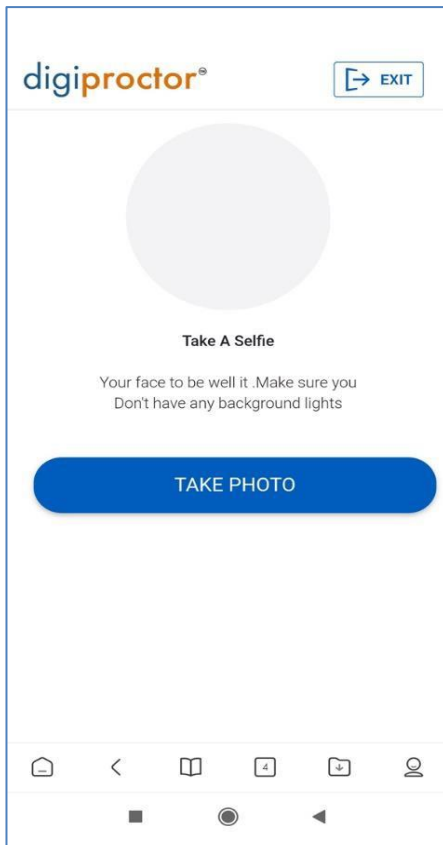 digiproctor®
EXIT
Take A Selfie
Your face to be well it .Make sure you
Don't have any background lights
TAKE PHOTO
4